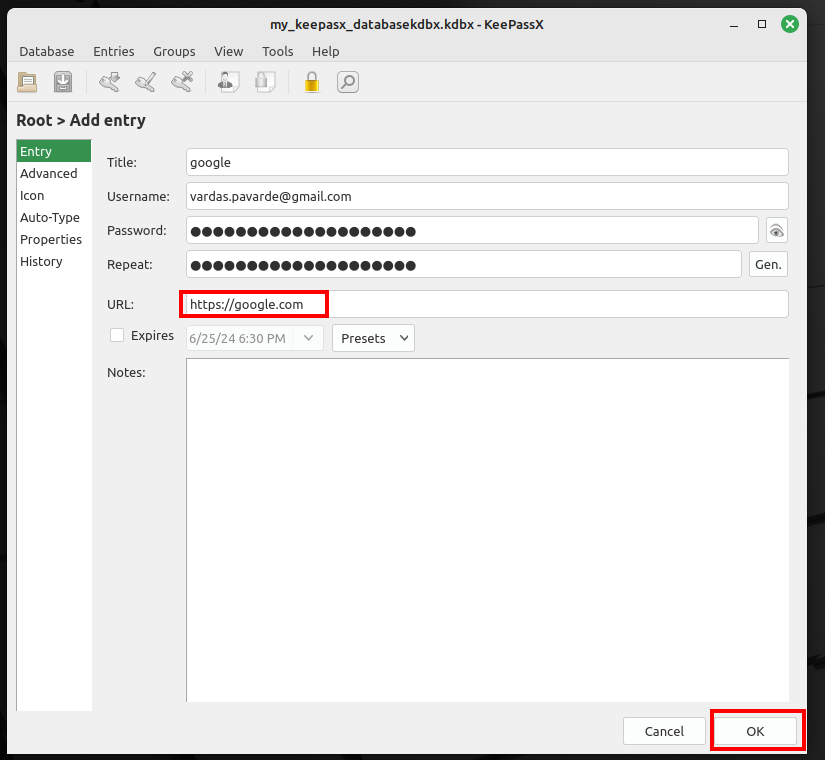 my_keepasx_databasekdbx.kdbx - KeePassX
Database Entries Groups View Tools Help
Root > Add entry
Entry
Advanced
Icon
Auto-Type
Properties
History
Title: google
Username: vardas.pavarde@gmail.com
Password: ●●●●●●●●●●●●●●●●●●●●
Repeat: ●●●●●●●●●●●●●●●●●●●● Gen.
URL: https://google.com
Expires 6/25/24 6:30 PM Presets
Notes:
Cancel OK